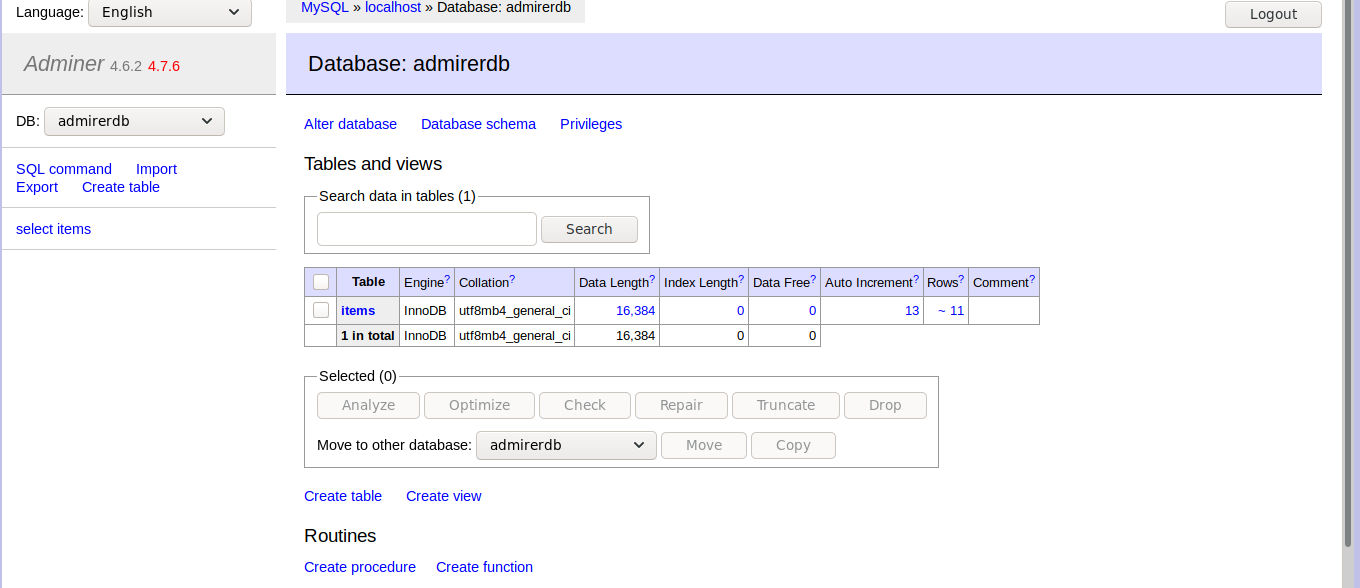 Language: English
MySQL » localhost » Database: admirerdb
Logout
Adminer 4.6.2 4.7.6
Database: admirerdb
DB: admirerdb
Alter database Database schema Privileges
SQL command Import
Export Create table
select items
Tables and views
Search data in tables (1)
Search
Table Engine? Collation? Data Length? Index Length? Data Free? Auto Increment? Rows? Comment?
items InnoDB utf8mb4_general_ci 16,384 0 0 13 ~ 11
1 in total InnoDB utf8mb4_general_ci 16,384 0 0
Selected (0)
Analyze Optimize Check Repair Truncate Drop
Move to other database: admirerdb Move Copy
Create table Create view
Routines
Create procedure Create function